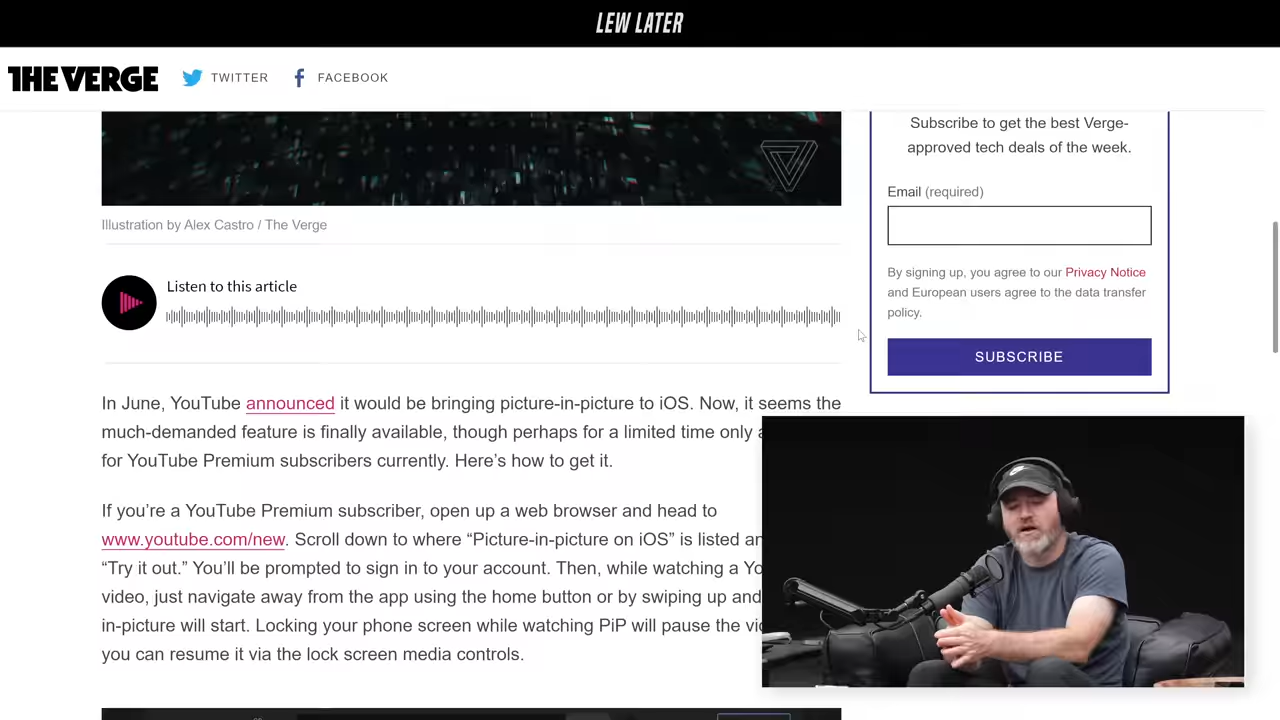 LEW LATER
THE VERGE
TWITTER
FACEBOOK
Illustration by Alex Castro / The Verge
Listen to this article
In June, YouTube announced it would be bringing picture-in-picture to iOS. Now, it seems the
much-demanded feature is finally available, though perhaps for a limited time only
for YouTube Premium subscribers currently. Here’s how to get it.
If you’re a YouTube Premium subscriber, open up a web browser and head to
www.youtube.com/new. Scroll down to where “Picture-in-picture on iOS” is listed
“Try it out.” You’ll be prompted to sign in to your account. Then, while watching a
video, just navigate away from the app using the home button or by swiping up and
in-picture will start. Locking your phone screen while watching PiP will pause the
you can resume it via the lock screen media controls.
Subscribe to get the best Verge-
approved tech deals of the week.
Email (required)
By signing up, you agree to our Privacy Notice
and European users agree to the data transfer
policy.
SUBSCRIBE